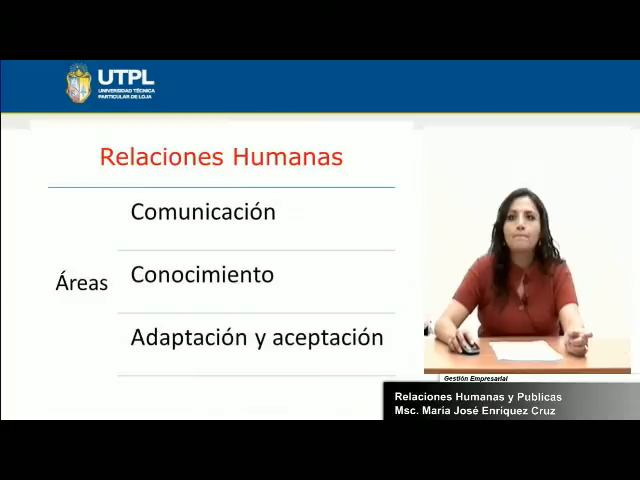 UTPL
UNIVERSIDAD TÉCNICA
PARTICULAR DE LOJA
Relaciones Humanas
Áreas
Comunicación
Conocimiento
Adaptación y aceptación
Gestión Empresarial
Relaciones Humanas y Publicas
Msc. María José Enríquez Cruz